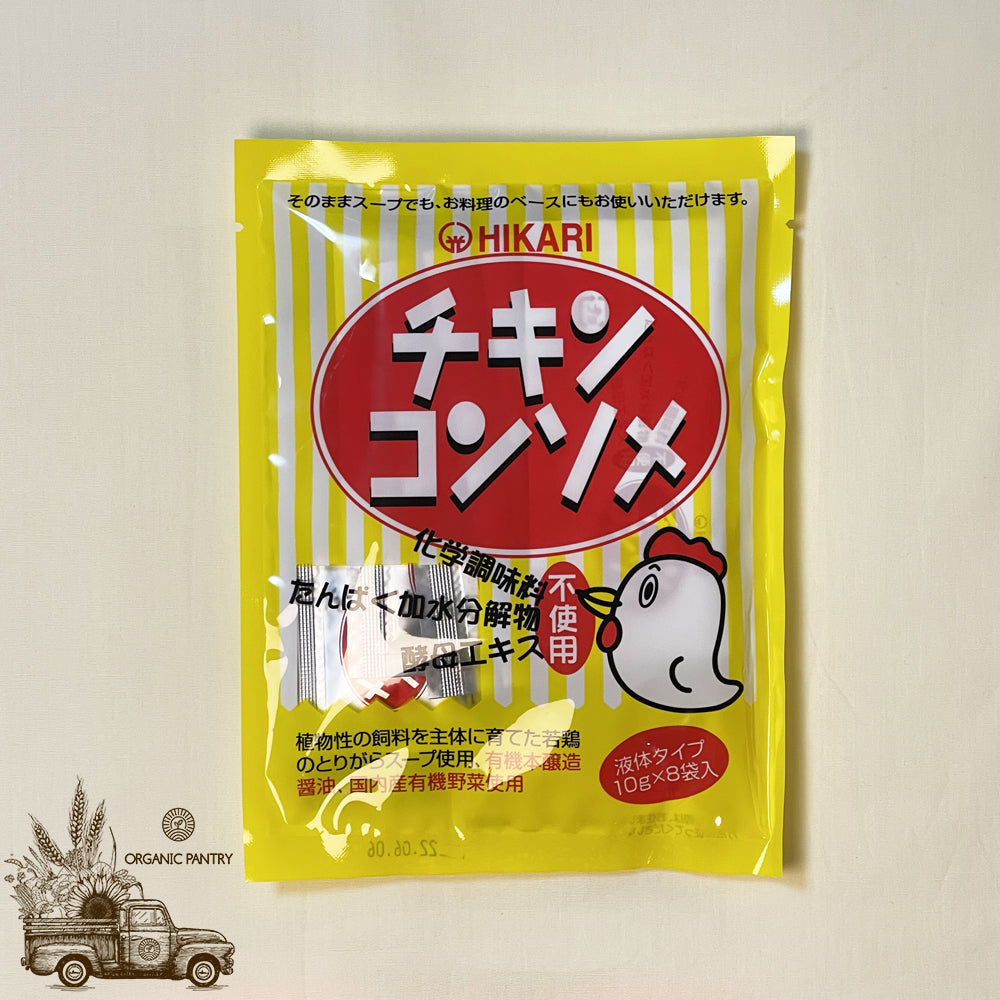 そのままスープでも、お料理のベースにもお使いいただけます。
HIKARI
チキン
コンソメ
化学調味料
たんぱく加水分解物
酵母エキス
不使用
植物性の飼料を主体に育てた若鶏
のとりがらスープ使用、有機本醸造
醤油、国内産有機野菜使用
液体タイプ
10g×8袋入
22.06.06
ORGANIC PANTRY